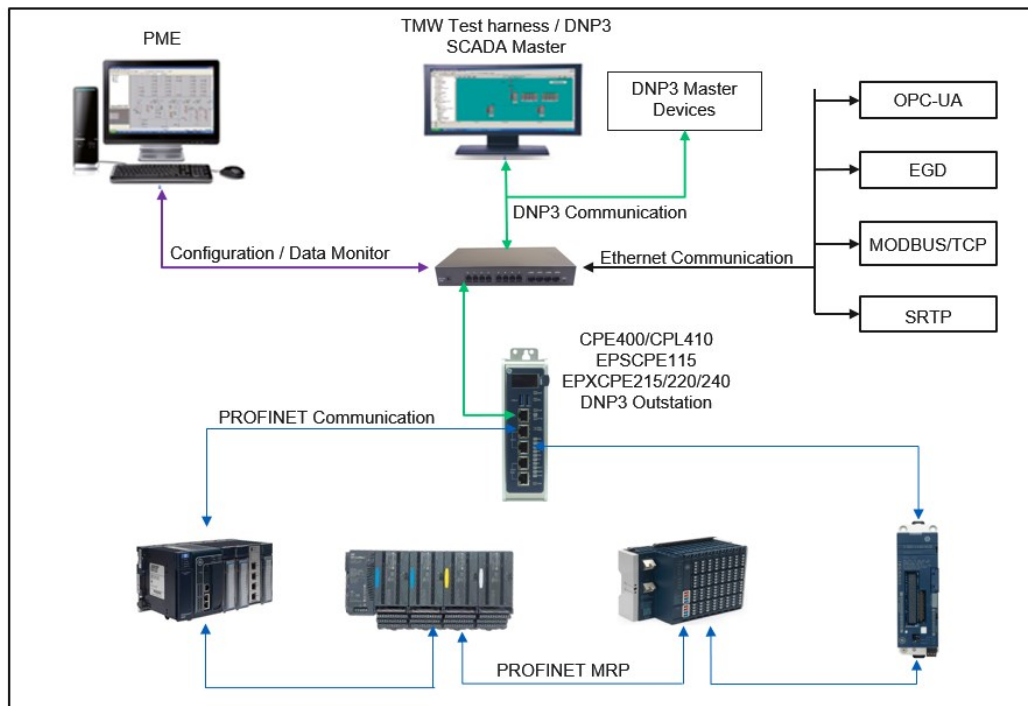 PME
TMW Test harness / DNP3
SCADA Master
DNP3 Master
Devices
OPC-UA
EGD
DNP3 Communication
MODBUS/TCP
Configuration / Data Monitor
Ethernet Communication
SRTP
CPE400/CPL410
EPSCPE115
EPXCPE215/220/240
DNP3 Outstation
PROFINET Communication
PROFINET MRP